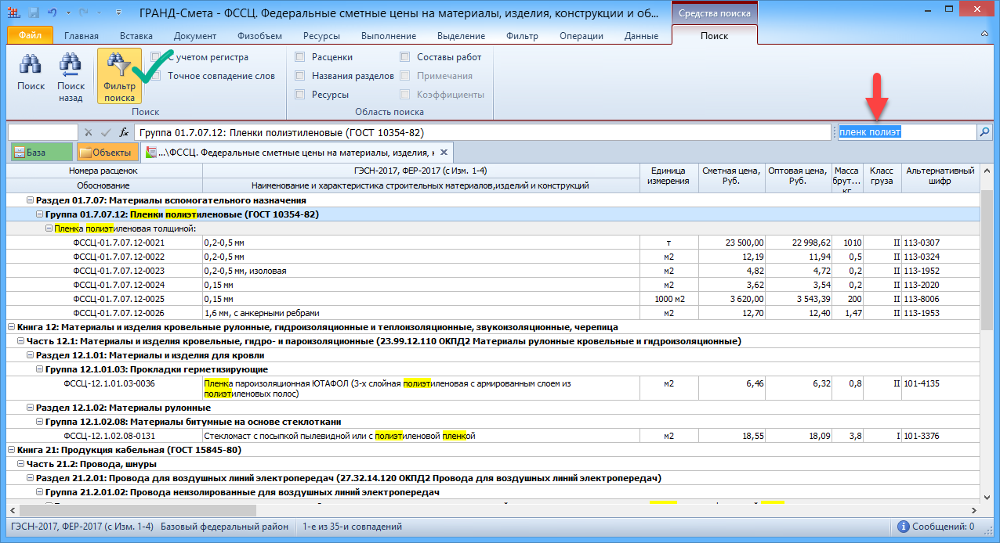 ГРАНД-Смета - ФССЦ. Федеральные сметные цены на материалы, изделия, конструкции и об...
Средства поиска
Файл Главная Вставка Документ Физобъем Ресурсы Выполнение Выделение Фильтр Операции Данные Поиск
Поиск
Поиск назад
Фильтр поиска
С учетом регистра
Точное совпадение слов
Поиск
Расценки
Названия разделов
Ресурсы
Составы работ
Примечания
Коэффициенты
Область поиска
fx Группа 01.7.07.12: Пленки полиэтиленовые (ГОСТ 10354-82)
пленк полиэт
База Объекты ...\ФССЦ. Федеральные сметные цены на материалы, изделия,
Номера расценок ГЭСН-2017, ФЕР-2017 (с Изм. 1-4)
Обоснование Наименование и характеристика строительных материалов,изделий и конструкций
Единица измерения
Сметная цена, Руб.
Оптовая цена, Руб.
Масса брут... кг
Класс груза
Альтернативный шифр
Раздел 01.7.07: Материалы вспомогательного назначения
Группа 01.7.07.12: Пленки полиэтиленовые (ГОСТ 10354-82)
Пленка полиэтиленовая толщиной:
ФССЦ-01.7.07.12-0021 0,2-0,5 мм т 23 500,00 22 998,62 1010 II 113-0307
ФССЦ-01.7.07.12-0022 0,2-0,5 мм м2 12,19 11,94 0,5 II 113-0324
ФССЦ-01.7.07.12-0023 0,2-0,5 мм, изоловая м2 4,82 4,72 0,2 II 113-1952
ФССЦ-01.7.07.12-0024 0,15 мм м2 3,62 3,54 0,2 II 113-2020
ФССЦ-01.7.07.12-0025 0,15 мм 1000 м2 3 620,00 3 543,39 200 II 113-8006
ФССЦ-01.7.07.12-0026 1,6 мм, с анкерными ребрами м2 12,70 12,40 1,47 II 113-1953
Книга 12: Материалы и изделия кровельные рулонные, гидроизоляционные и теплоизоляционные, звукоизоляционные, черепица
Часть 12.1: Материалы и изделия кровельные, гидро- и пароизоляционные (23.99.12.110 ОКПД2 Материалы рулонные кровельные и гидроизоляционные)
Раздел 12.1.01: Материалы и изделия для кровли
Группа 12.1.01.03: Прокладки герметизирующие
ФССЦ-12.1.01.03-0036 Пленка пароизоляционная ЮТАФОЛ (3-х слойная полиэтиленовая с армированным слоем из м2 6,46 6,32 0,8 II 101-4135
полиэтиленовых полос)
Раздел 12.1.02: Материалы рулонные
Группа 12.1.02.08: Материалы битумные на основе стеклоткани
ФССЦ-12.1.02.08-0131 Стекломаст с посыпкой пылевидной или с полиэтиленовой пленкой м2 18,55 18,09 3,8 I 101-3376
Книга 21: Продукция кабельная (ГОСТ 15845-80)
Часть 21.2: Провода, шнуры
Раздел 21.2.01: Провода для воздушных линий электропередач (27.32.14.120 ОКПД2 Провода для воздушных линий электропередач)
Группа 21.2.01.02: Провода неизолированные для воздушных линий электропередач
ГЭСН-2017, ФЕР-2017 (с Изм. 1-4) Базовый федеральный район 1-е из 35-и совпадений Сообщений: 0